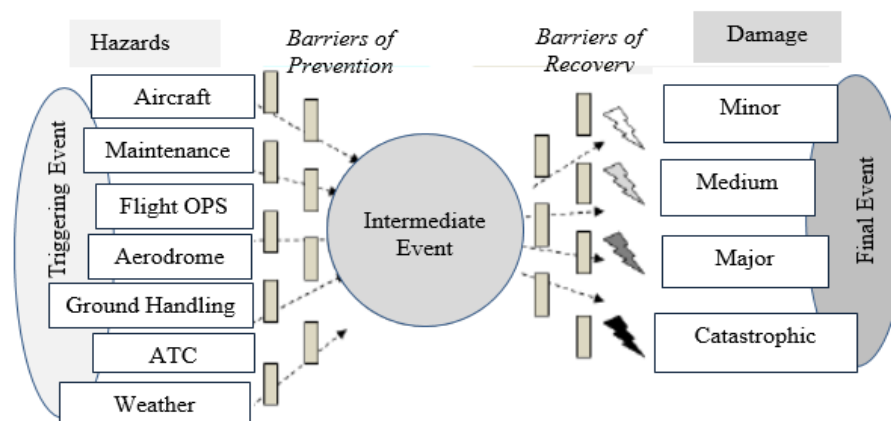 Hazards
Barriers of
Prevention
Barriers of
Recovery
Damage
Triggering Event
Aircraft
Maintenance
Flight OPS
Aerodrome
Ground Handling
ATC
Weather
Intermediate
Event
Minor
Medium
Major
Catastrophic
Final Event